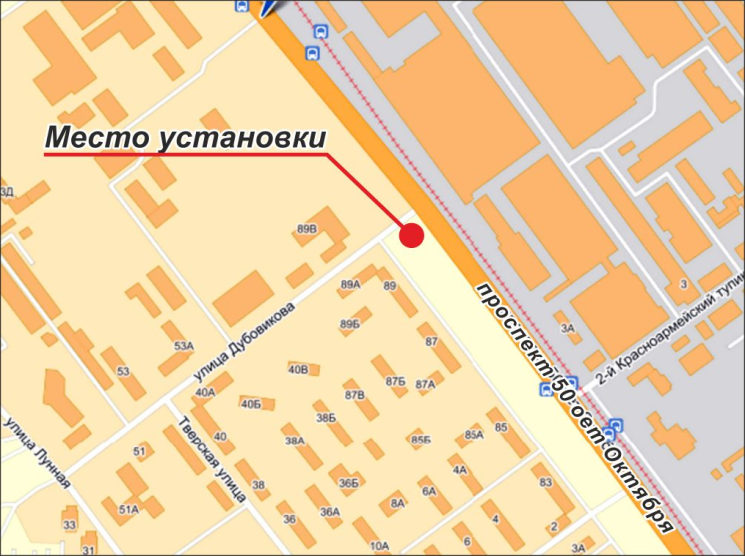 Место установки
3Д
89В
89А
89
улица Дубовикова
89Б
87
3
3А
2-й Красноармейский тупик
проспект 50 лет Октября
53А
53
40В
87Б
87А
40А
40Б
87В
38Б
85Б
85А
85
улица Лунная
Тверская улица
40
38А
51
38
36Б
4А
83
6А
51А
8А
36А
36
4
2
33
31
10А
6
3А